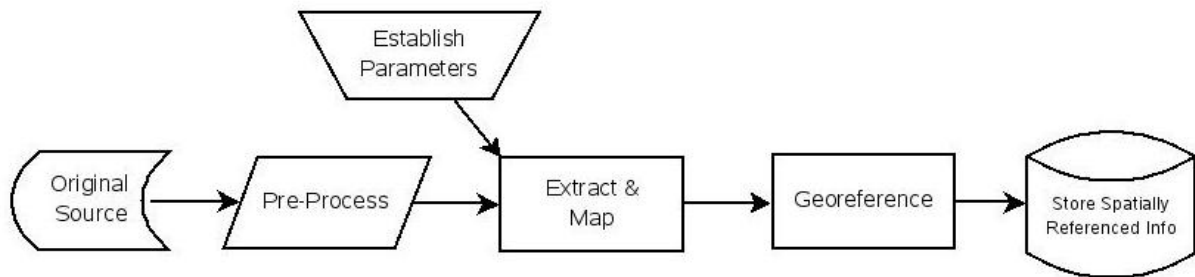 Establish
Parameters
Original
Source
Pre-Process
Extract &
Map
Georeference
Store Spatially
Referenced Info